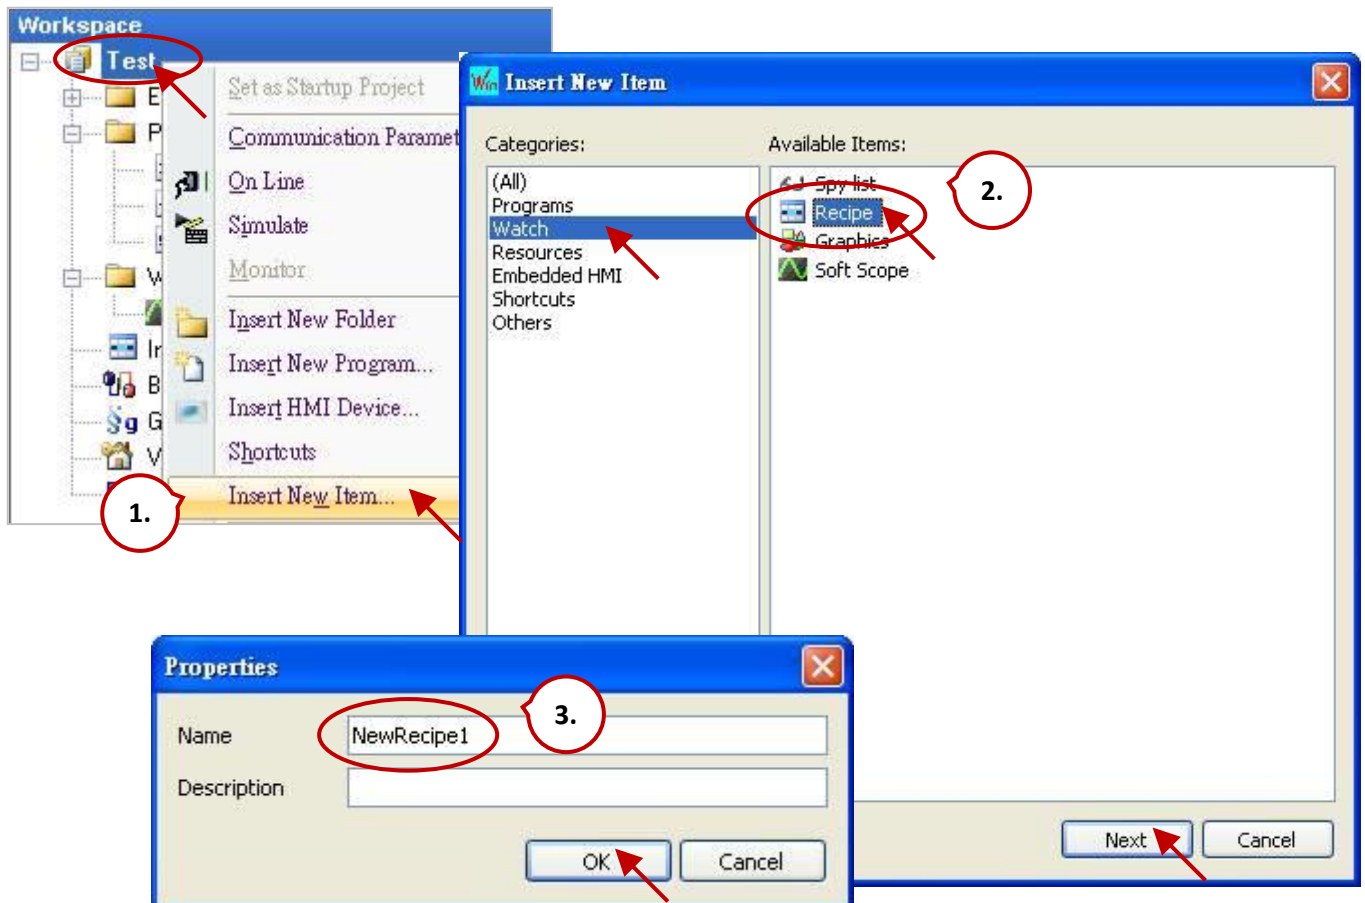 Workspace
Test
E
P
W
Ir
B
G
V
Set as Startup Project
Communication Paramet
On Line
Simulate
Monitor
Insert New Folder
Insert New Program...
Insert HMI Device...
Shortcuts
Insert New Item...
1.
Win Insert New Item
Categories:
(All)
Programs
Watch
Resources
Embedded HMI
Shortcuts
Others
Available Items:
Spy list
Recipe
Graphics
Soft Scope
2.
Next
Cancel
Properties
Name
NewRecipe1
3.
Description
OK
Cancel